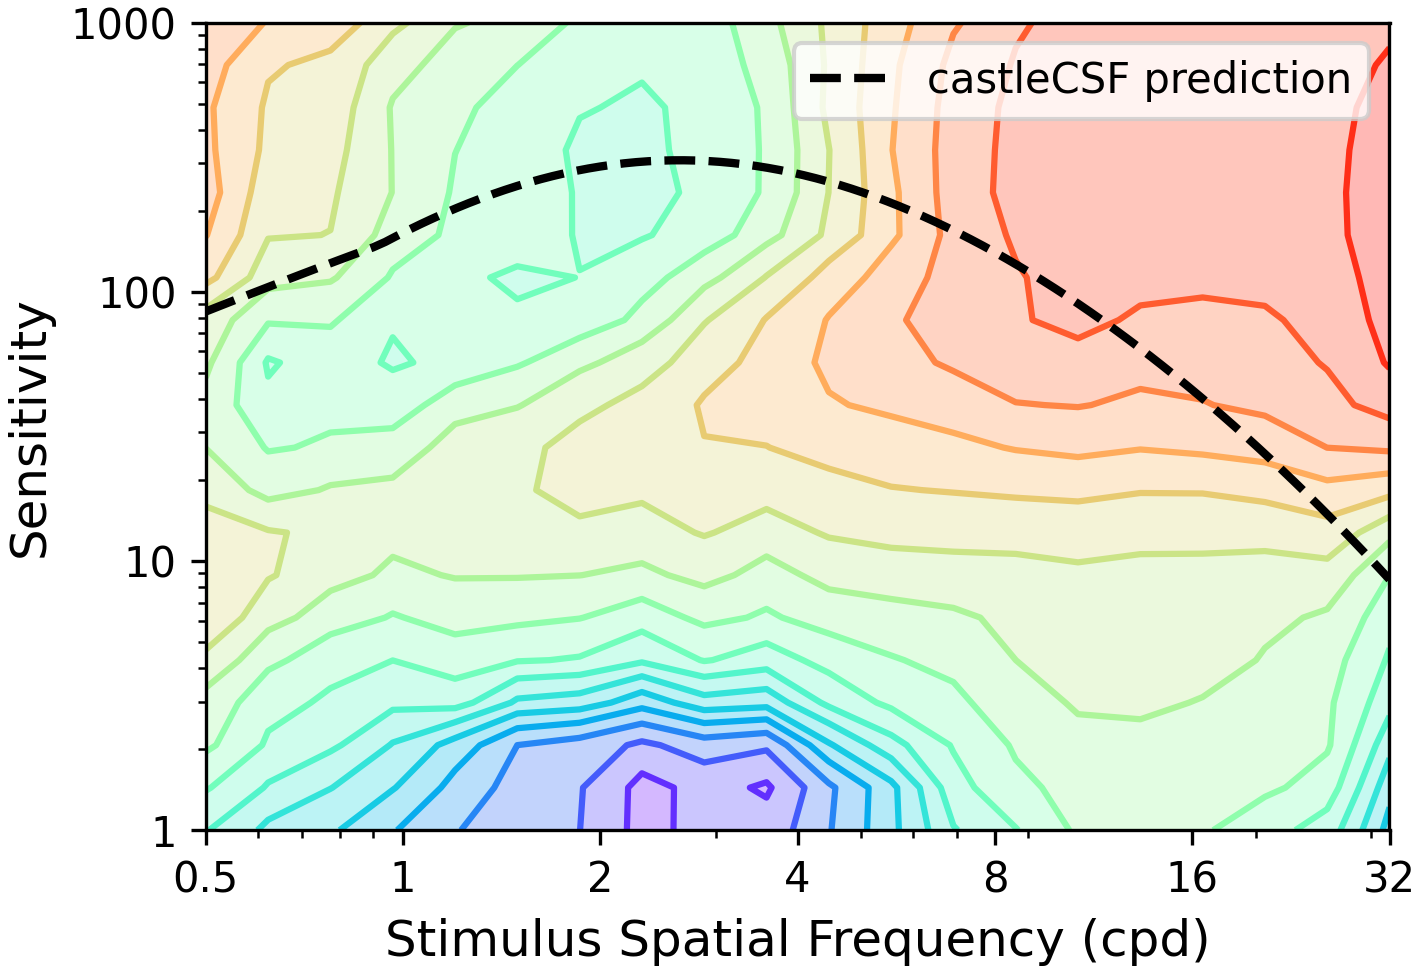 1000
100
10
1
Sensitivity
castleCSF prediction
0.5 1 2 4 8 16 32
Stimulus Spatial Frequency (cpd)